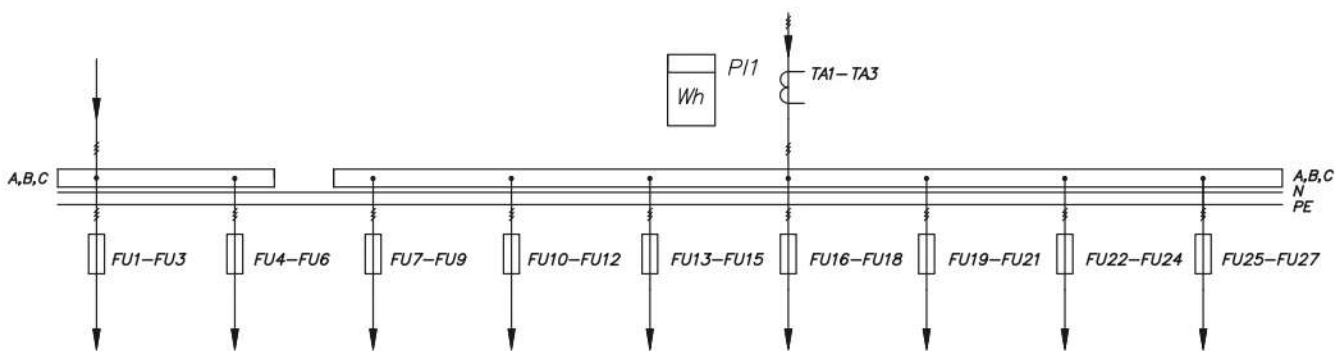 PI1
TA1-TA3
Wh
A,B,C
A,B,C
N
PE
FU1-FU3
FU4-FU6
FU7-FU9
FU10-FU12
FU13-FU15
FU16-FU18
FU19-FU21
FU22-FU24
FU25-FU27